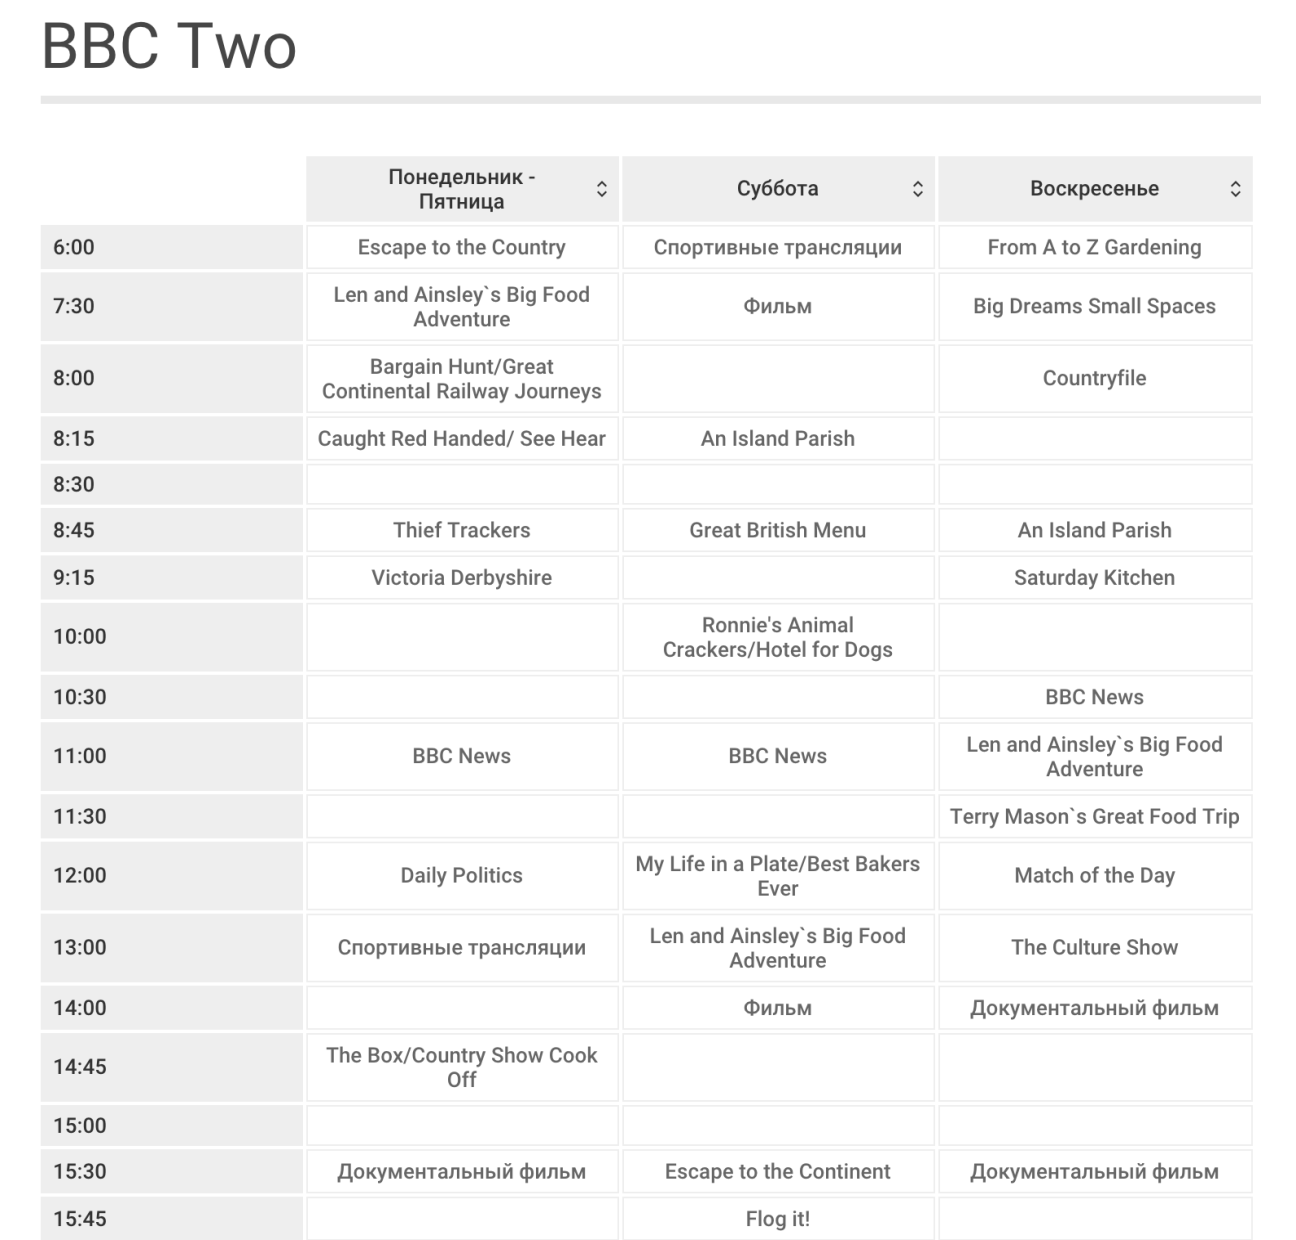 BBC Two
Понедельник -
Пятница
Суббота
Воскресенье
6:00
Escape to the Country
Спортивные трансляции
From A to Z Gardening
7:30
Len and Ainsley`s Big Food
Adventure
Фильм
Big Dreams Small Spaces
8:00
Bargain Hunt/Great
Continental Railway Journeys
Countryfile
8:15
Caught Red Handed/ See Hear
An Island Parish
8:30
8:45
Thief Trackers
Great British Menu
An Island Parish
9:15
Victoria Derbyshire
Saturday Kitchen
10:00
Ronnie's Animal
Crackers/Hotel for Dogs
10:30
BBC News
11:00
BBC News
BBC News
Len and Ainsley`s Big Food
Adventure
11:30
Terry Mason`s Great Food Trip
12:00
Daily Politics
My Life in a Plate/Best Bakers
Ever
Match of the Day
13:00
Спортивные трансляции
Len and Ainsley`s Big Food
Adventure
The Culture Show
14:00
Фильм
Документальный фильм
14:45
The Box/Country Show Cook
Off
15:00
15:30
Документальный фильм
Escape to the Continent
Документальный фильм
15:45
Flog it!